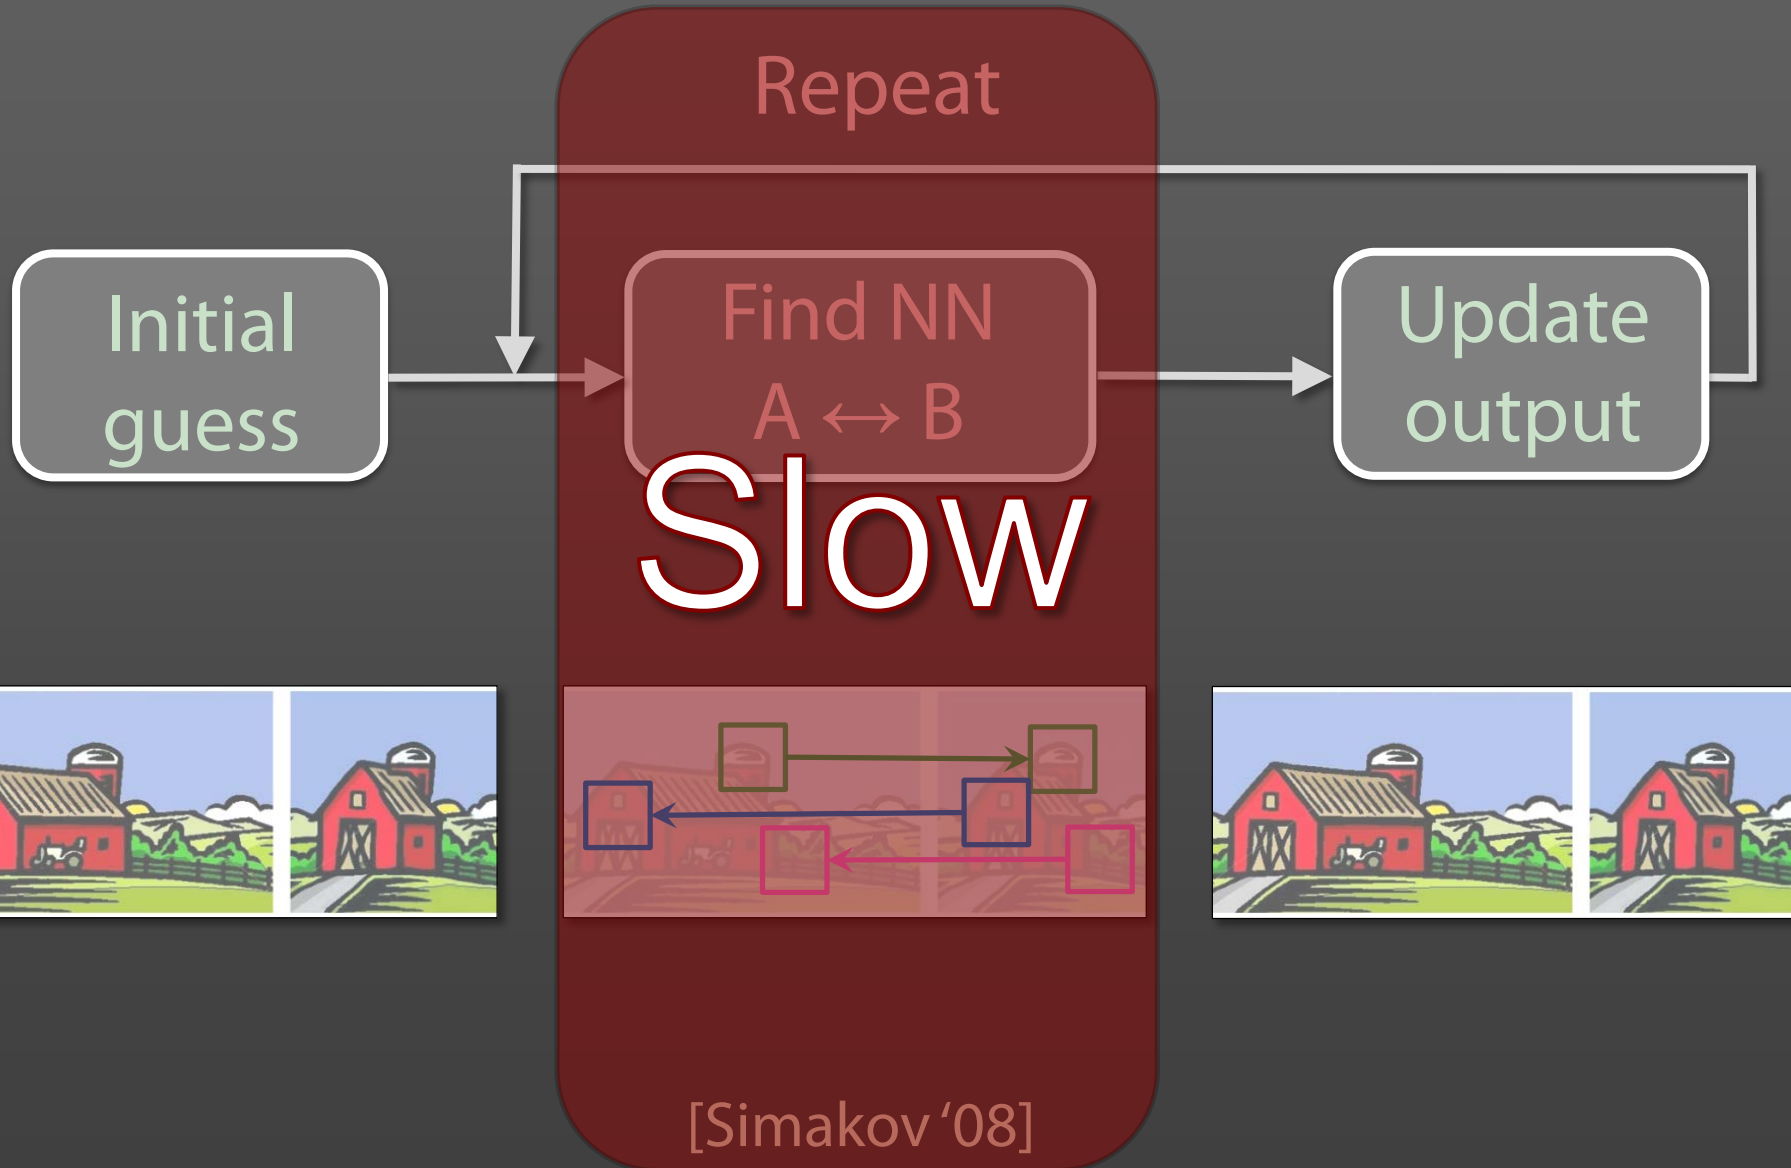 Repeat
Initial
guess
Find NN
A ↔ B
Update
output
Slow
[Simakov ‘08]